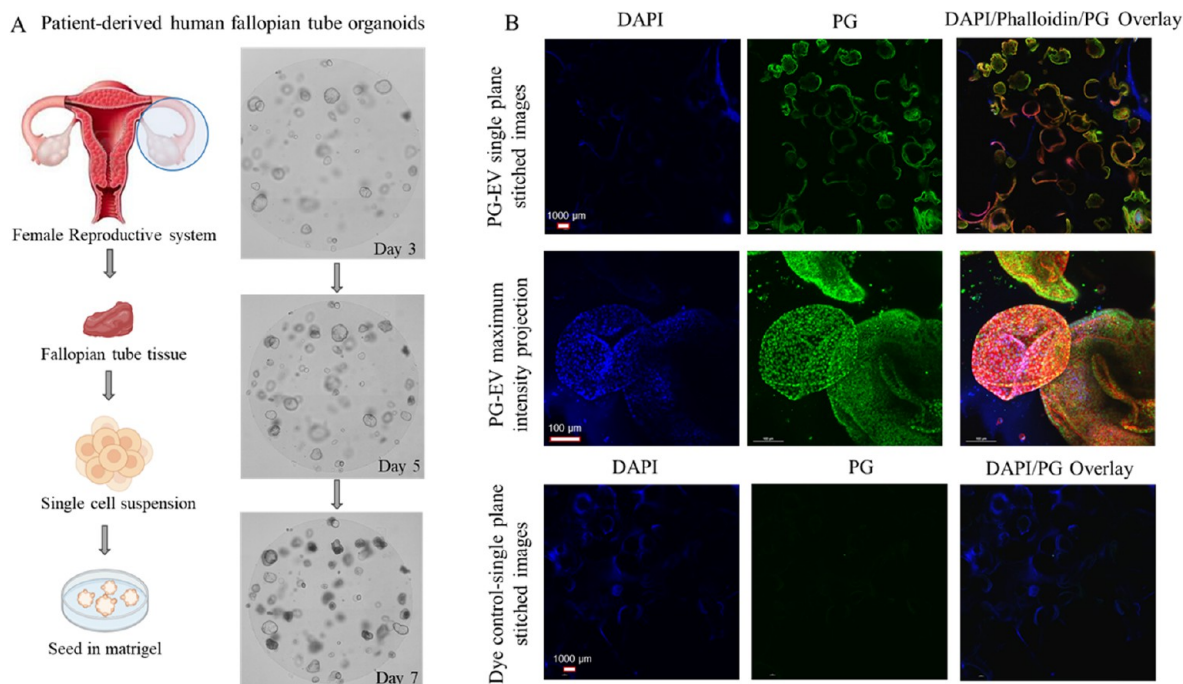 A Patient-derived human fallopian tube organoids
Female Reproductive system
Fallopian tube tissue
Single cell suspension
Seed in matrigel
Day 3
Day 5
Day 7
B
DAPI
PG
DAPI/Phalloidin/PG Overlay
PG-EV single plane
stitched images
1000 μm
PG-EV maximum
intensity projection
100 μm
DAPI
PG
DAPI/PG Overlay
Dye control-single plane
stitched images
1000 μm